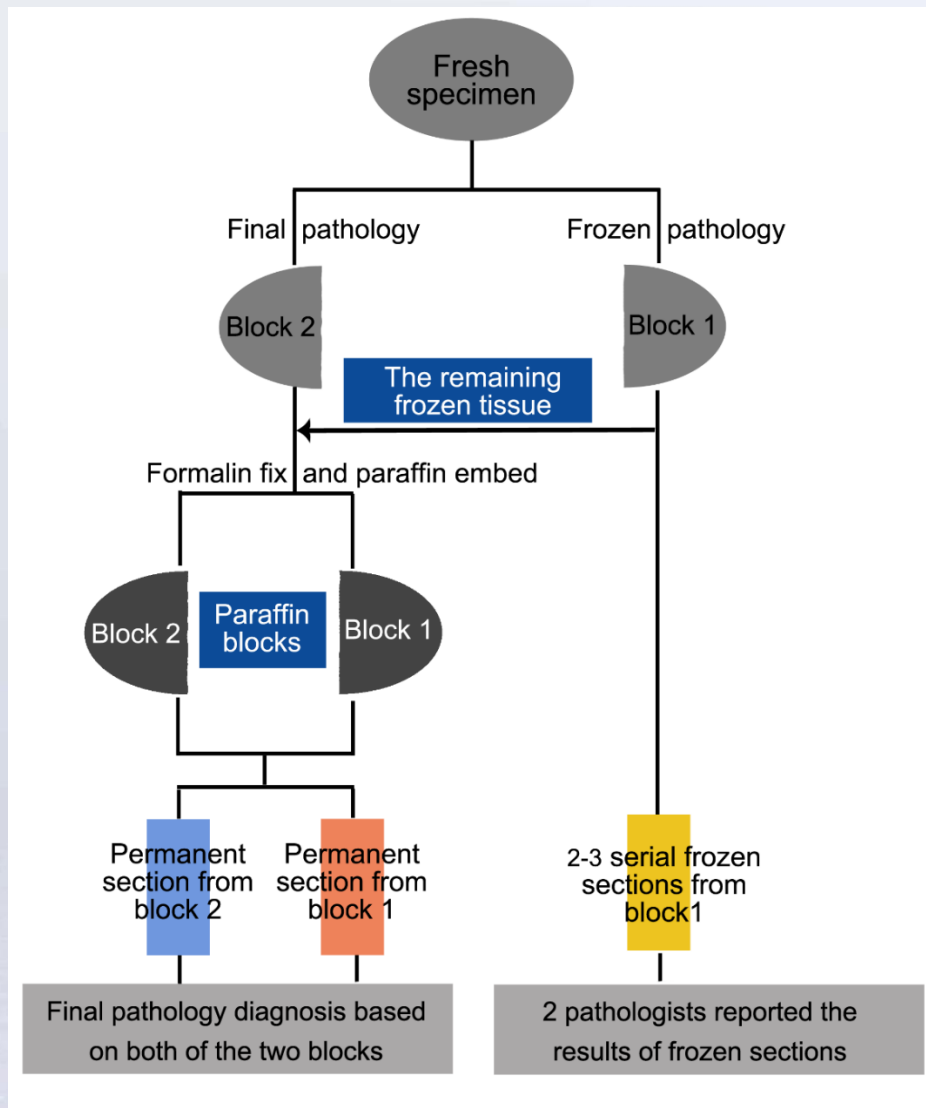 Fresh
specimen
Final pathology
Frozen pathology
Block 2
Block 1
The remaining
frozen tissue
Formalin fix and paraffin embed
Block 2
Paraffin
blocks
Block 1
Permanent
section from
block 2
Permanent
section from
block 1
2-3 serial frozen
sections from
block1
Final pathology diagnosis based
on both of the two blocks
2 pathologists reported the
results of frozen sections